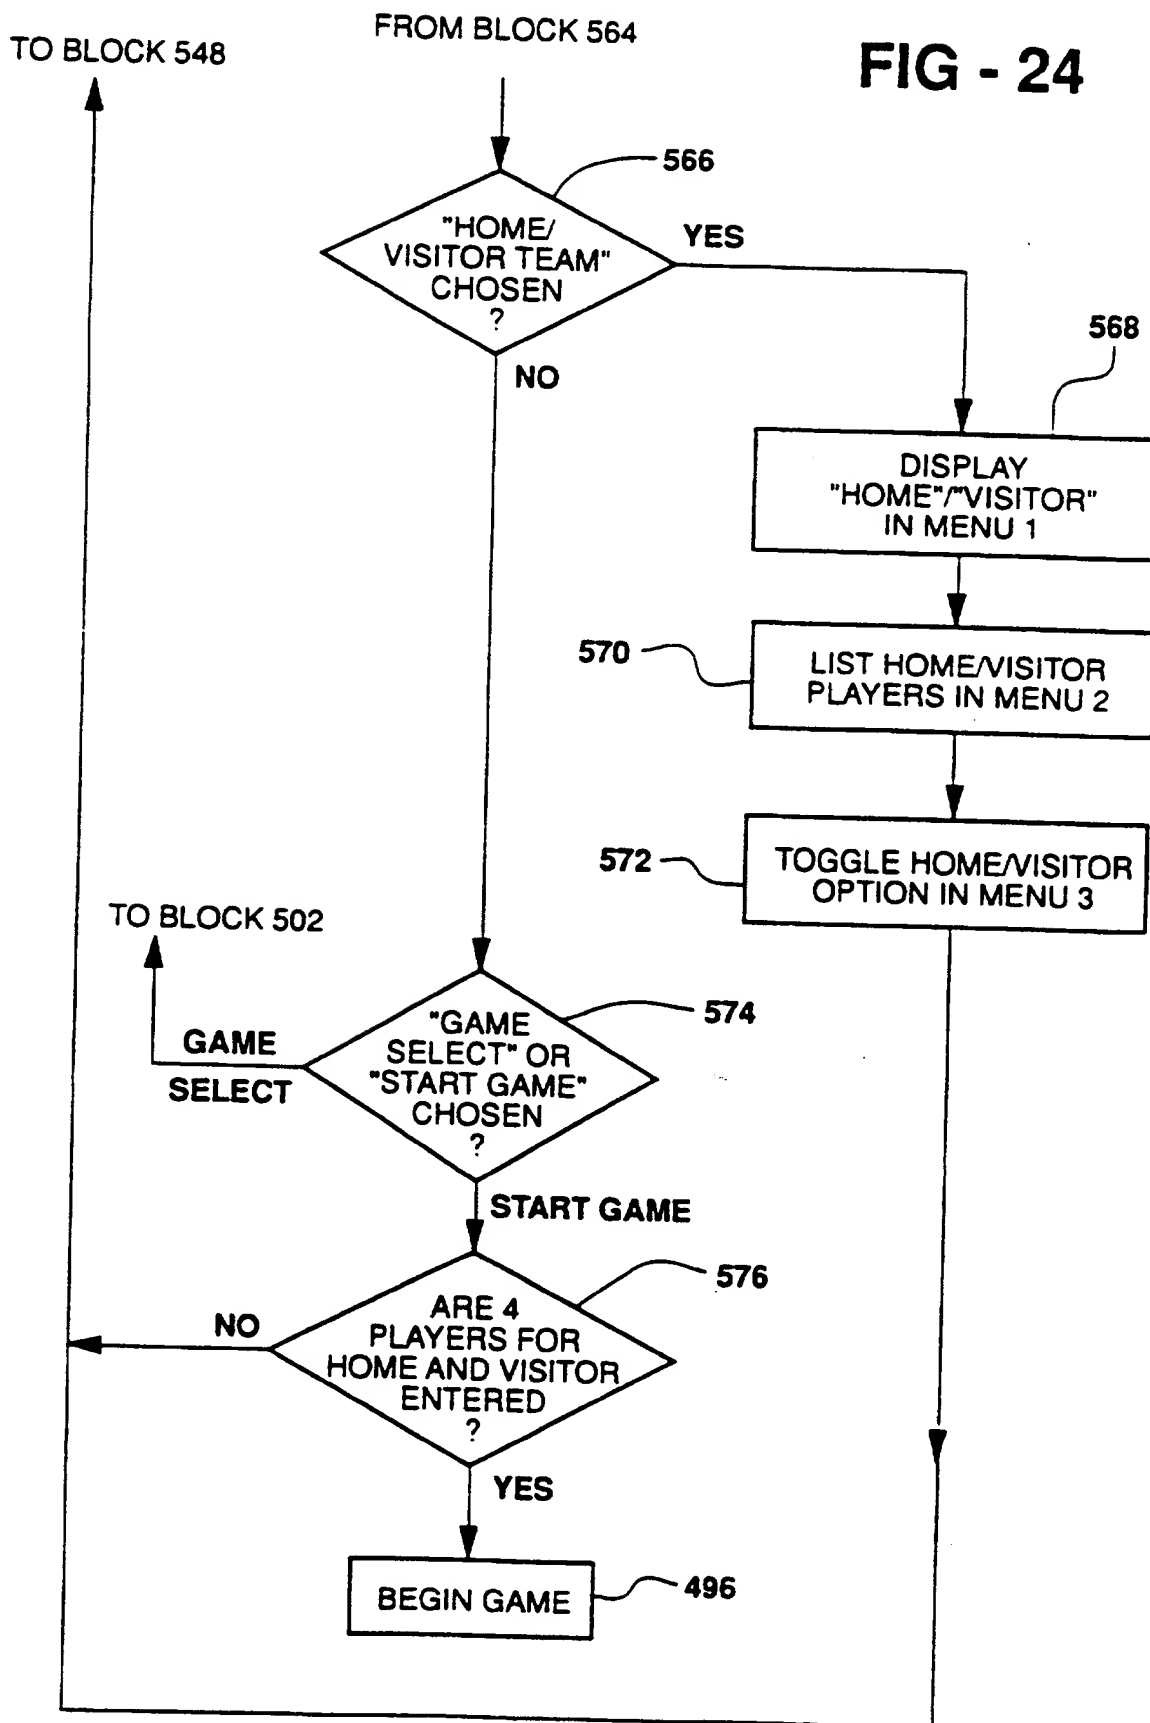 TO BLOCK 548
FROM BLOCK 564
FIG - 24
566
"HOME/
VISITOR TEAM"
CHOSEN
?
YES
NO
568
DISPLAY
"HOME"/"VISITOR"
IN MENU 1
570
LIST HOME/VISITOR
PLAYERS IN MENU 2
572
TOGGLE HOME/VISITOR
OPTION IN MENU 3
TO BLOCK 502
GAME
SELECT
574
"GAME
SELECT" OR
"START GAME"
CHOSEN
?
START GAME
576
NO
ARE 4
PLAYERS FOR
HOME AND VISITOR
ENTERED
?
YES
BEGIN GAME
496